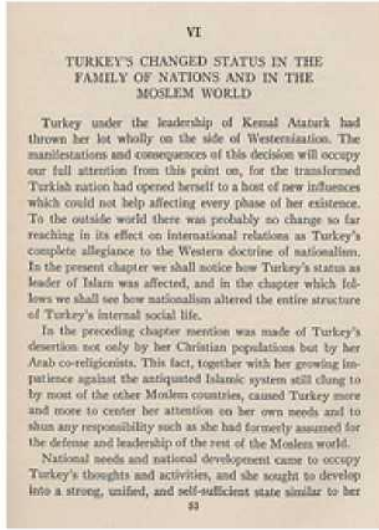 VI
TURKEY'S CHANGED STATUS IN THE
FAMILY OF NATIONS AND IN THE
MOSLEM WORLD
Turkey under the leadership of Kemal Ataturk had
thrown her lot wholly on the side of Westernization. The
manifestations and consequences of this decision will occupy
our full attention from this point on, for the transformed
Turkish nation had opened herself to a host of new influences
which could not help affecting every phase of her existence.
To the outside world there was probably no change so far
reaching in its effect on international relations as Turkey's
complete allegiance to the Western doctrine of nationalism.
In the present chapter we shall notice how Turkey's status as
leader of Islam was affected, and in the chapter which fol-
lows we shall see how nationalism altered the entire structure
of Turkey's internal social life.
In the preceding chapter mention was made of Turkey's
desertion not only by her Christian populations but by her
Arab co-religionists. This fact, together with her growing im-
patience against the antiquated Islamic system still clung to
by most of the other Moslem countries, caused Turkey more
and more to center her attention on her own needs and to
shun any responsibility such as she had formerly assumed for
the defense and leadership of the rest of the Moslem world.
National needs and national development came to occupy
Turkey's thoughts and activities, and she sought to develop
into a strong, unified, and self-sufficient state similar to her
53